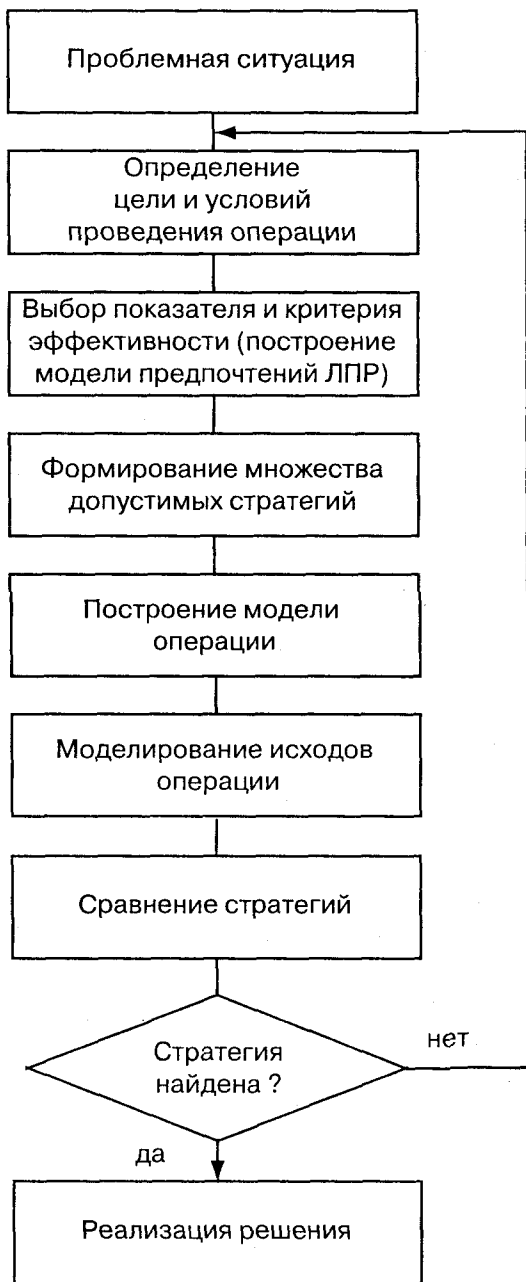 Проблемная ситуация
Определение
цели и условий
проведения операции
Выбор показателя и критерия
эффективности (построение
модели предпочтений ЛПР)
Формирование множества
допустимых стратегий
Построение модели
операции
Моделирование исходов
операции
Сравнение стратегий
Стратегия
найдена ?
нет
да
Реализация решения